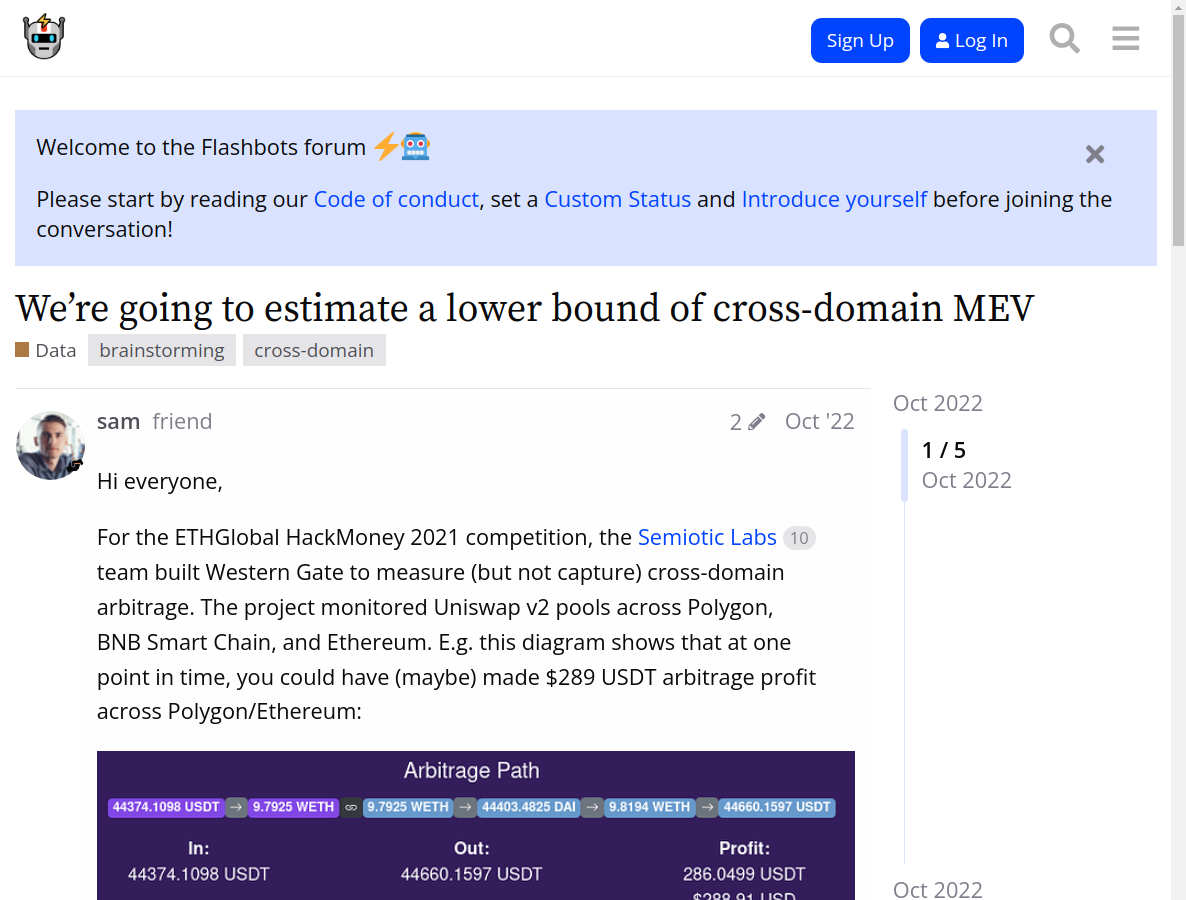 Sign Up
Log In
Welcome to the Flashbots forum
Please start by reading our Code of conduct, set a Custom Status and Introduce yourself before joining the
conversation!
We’re going to estimate a lower bound of cross-domain MEV
Data brainstorming cross-domain
sam friend 2 Oct '22
Oct 2022
1 / 5
Oct 2022
Hi everyone,
For the ETHGlobal HackMoney 2021 competition, the Semiotic Labs 10
team built Western Gate to measure (but not capture) cross-domain
arbitrage. The project monitored Uniswap v2 pools across Polygon,
BNB Smart Chain, and Ethereum. E.g. this diagram shows that at one
point in time, you could have (maybe) made $289 USDT arbitrage profit
across Polygon/Ethereum:
Arbitrage Path
44374.1098 USDT → 9.7925 WETH 9.7925 WETH → 44403.4825 DAI → 9.8194 WETH → 44660.1597 USDT
In: Out: Profit:
44374.1098 USDT 44660.1597 USDT 286.0499 USDT
$288.91 USD
Oct 2022